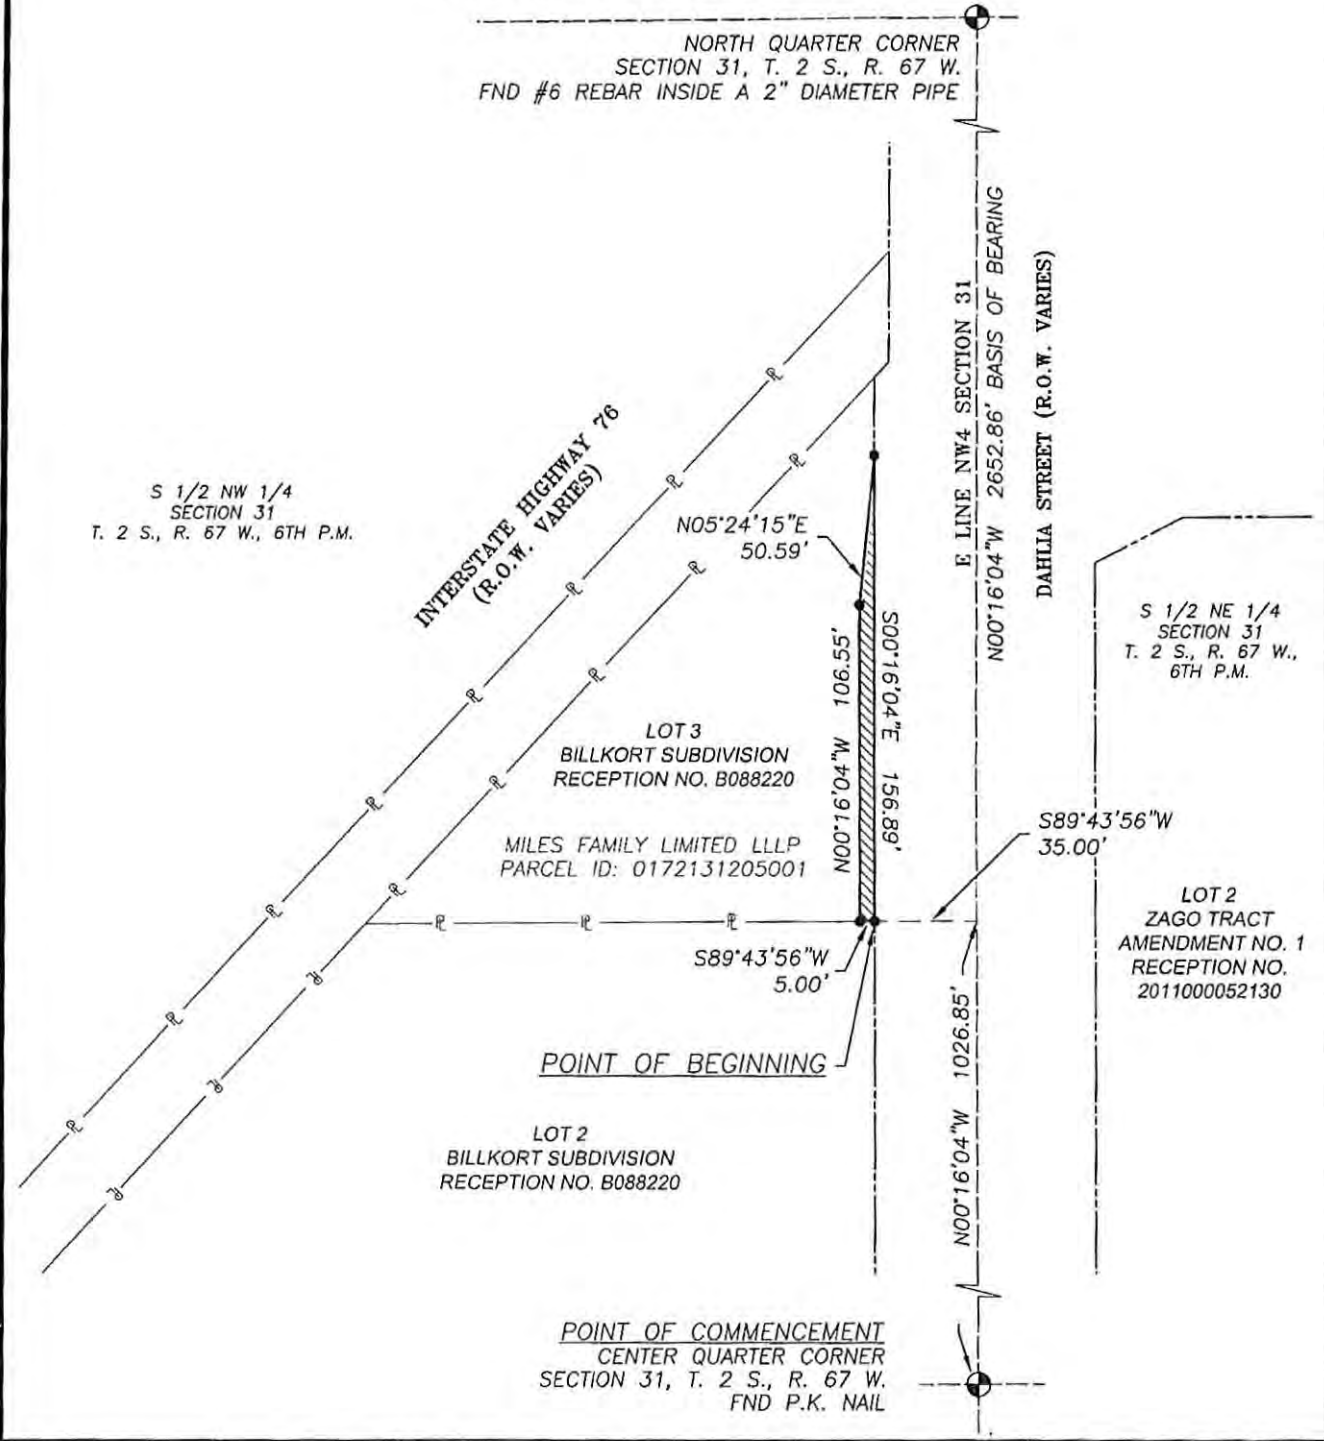 NORTH QUARTER CORNER
SECTION 31, T. 2 S., R. 67 W.
FND #6 REBAR INSIDE A 2" DIAMETER PIPE
E LINE NW4 SECTION 31
N00°16'04"W 2652.86' BASIS OF BEARING
DAHLIA STREET (R.O.W. VARIES)
INTERSTATE HIGHWAY 76
(R.O.W. VARIES)
S 1/2 NW 1/4
SECTION 31
T. 2 S., R. 67 W., 6TH P.M.
N05°24'15"E
50.59'
S 1/2 NE 1/4
SECTION 31
T. 2 S., R. 67 W.,
6TH P.M.
N00°16'04"W 106.55'
S00°16'04"E 156.89'
LOT 3
BILLKORT SUBDIVISION
RECEPTION NO. B088220
MILES FAMILY LIMITED LLLP
PARCEL ID: 0172131205001
S89°43'56"W
35.00'
LOT 2
ZAGO TRACT
AMENDMENT NO. 1
RECEPTION NO.
2011000052130
S89°43'56"W
5.00'
N00°16'04"W 1026.85'
POINT OF BEGINNING
LOT 2
BILLKORT SUBDIVISION
RECEPTION NO. B088220
POINT OF COMMENCEMENT
CENTER QUARTER CORNER
SECTION 31, T. 2 S., R. 67 W.
FND P.K. NAIL